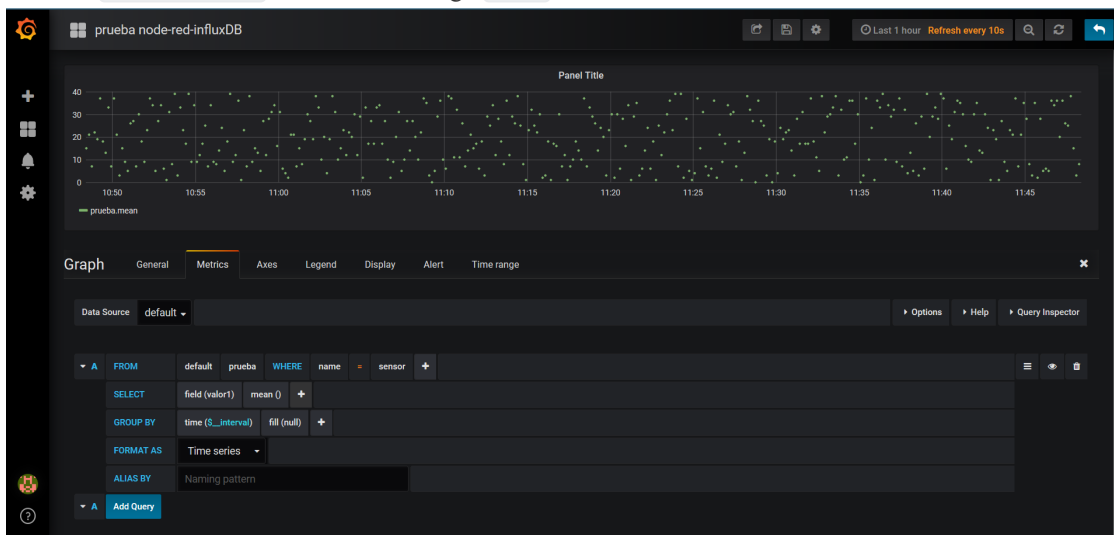 prueba node-red-influxDB
Last 1 hour Refresh every 10s
Panel Title
40
30
20
10
0
10:50 10:55 11:00 11:05 11:10 11:15 11:20 11:25 11:30 11:35 11:40 11:45
prueba.mean
Graph General Metrics Axes Legend Display Alert Time range
Data Source default Options Help Query Inspector
A FROM default prueba WHERE name = sensor +
SELECT field (valor1) mean () +
GROUP BY time ($__interval) fill (null) +
FORMAT AS Time series
ALIAS BY Naming pattern
A Add Query